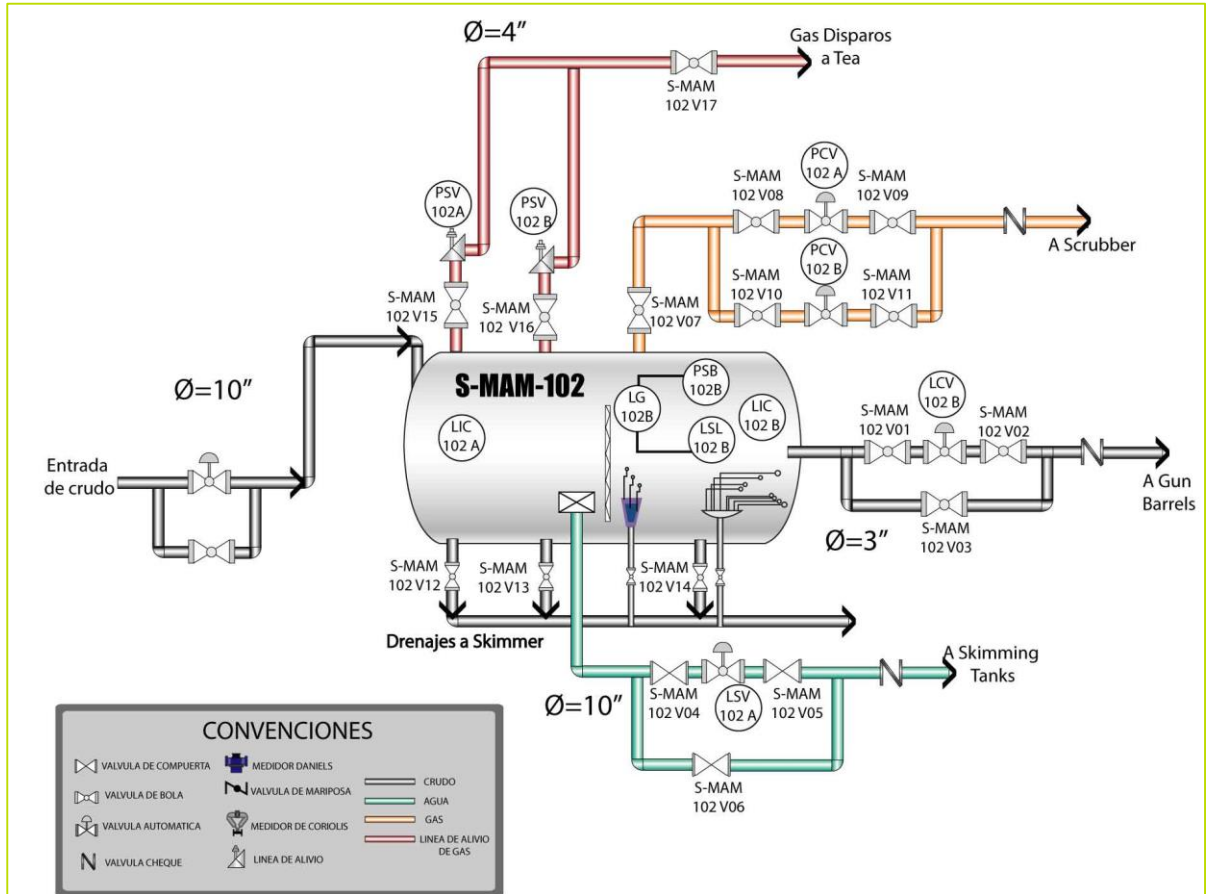 Ø=4"
Gas Disparos
a Tea
S-MAM
102 V17
PSV
102A
PSV
102 B
S-MAM
102 V15
S-MAM
102 V16
S-MAM
102 V07
S-MAM
102 V08
PCV
102 A
S-MAM
102 V09
A Scrubber
S-MAM
102 V10
PCV
102 B
S-MAM
102 V11
Ø=10"
Entrada
de crudo
S-MAM-102
LIC
102 A
LG
102B
PSB
102B
LSL
102 B
LIC
102 B
S-MAM
102 V01
LCV
102 B
S-MAM
102 V02
A Gun
Barrels
Ø=3"
S-MAM
102 V03
S-MAM
102 V12
S-MAM
102 V13
S-MAM
102 V14
Drenajes a Skimmer
A Skimming
Tanks
Ø=10"
S-MAM
102 V04
LSV
102 A
S-MAM
102 V05
S-MAM
102 V06
CONVENCIONES
VALVULA DE COMPUERTA
VALVULA DE BOLA
VALVULA AUTOMATICA
VALVULA CHEQUE
MEDIDOR DANIELS
VALVULA DE MARIPOSA
MEDIDOR DE CORIOLIS
LINEA DE ALIVIO
CRUDO
AGUA
GAS
LINEA DE ALIVIO
DE GAS